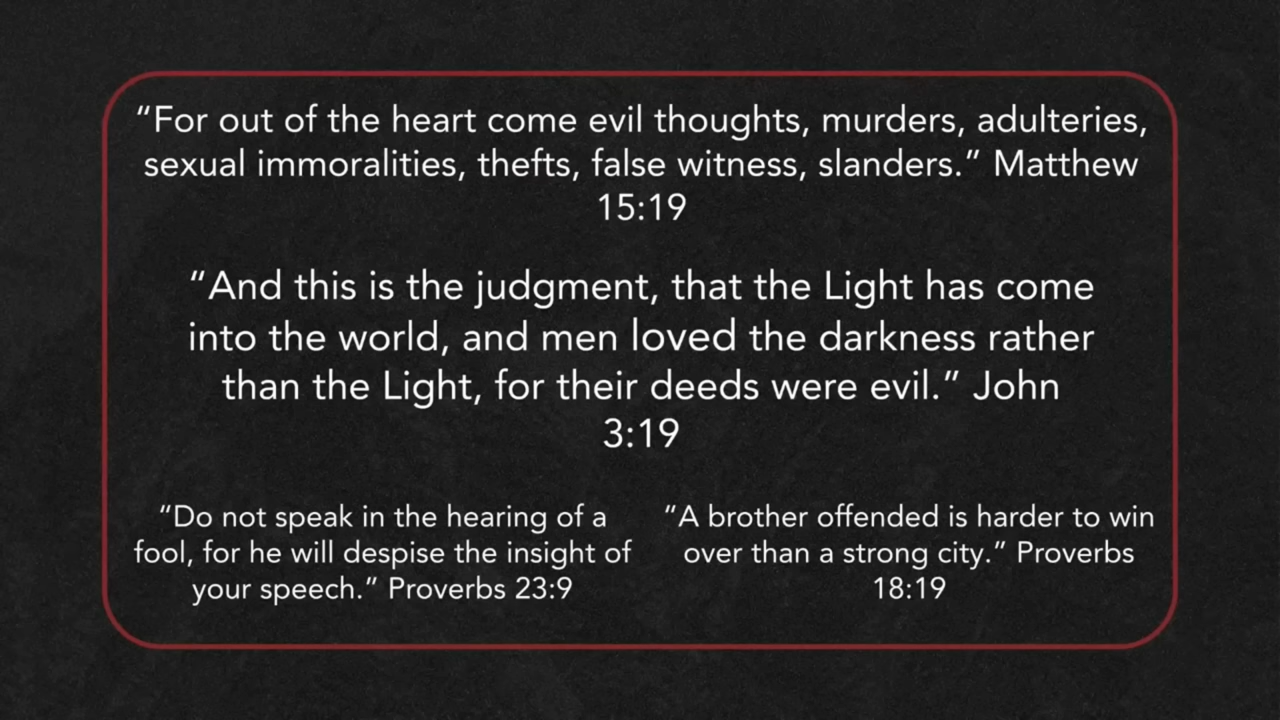 “For out of the heart come evil thoughts, murders, adulteries,
sexual immoralities, thefts, false witness, slanders.” Matthew
15:19
“And this is the judgment, that the Light has come
into the world, and men loved the darkness rather
than the Light, for their deeds were evil.” John
3:19
“Do not speak in the hearing of a
fool, for he will despise the insight of
your speech.” Proverbs 23:9
“A brother offended is harder to win
over than a strong city.” Proverbs
18:19